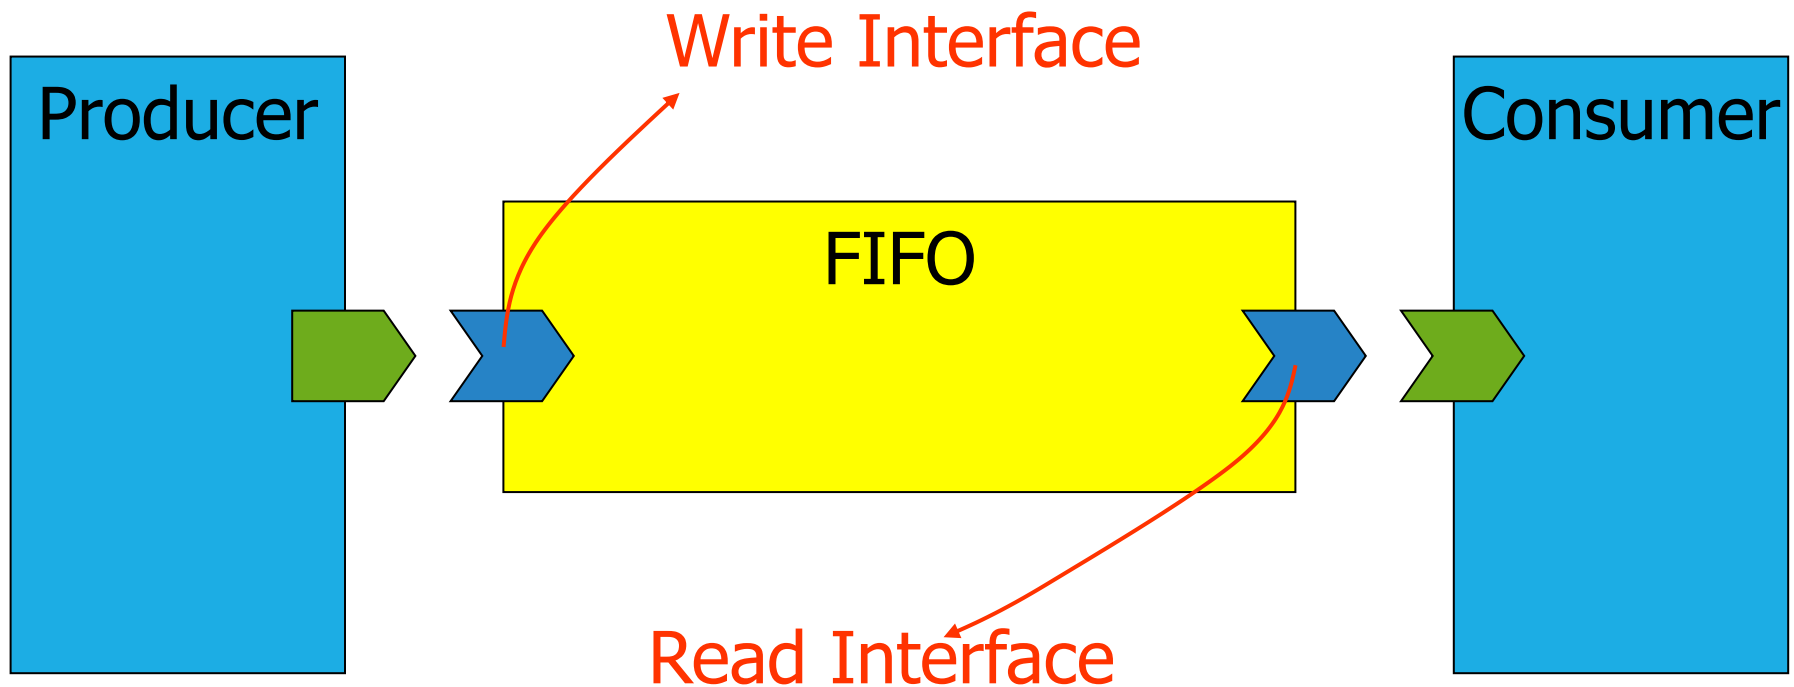 Write Interface
Producer
Consumer
FIFO
Read Interface